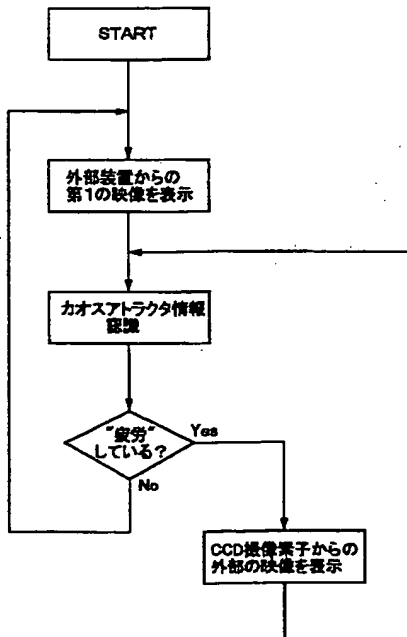 START
外部装置からの
第1の映像を表示
カオスアトラクタ情報
認識
"疲労"
している？
Yes
No
CCD撮像素子からの
外部の映像を表示